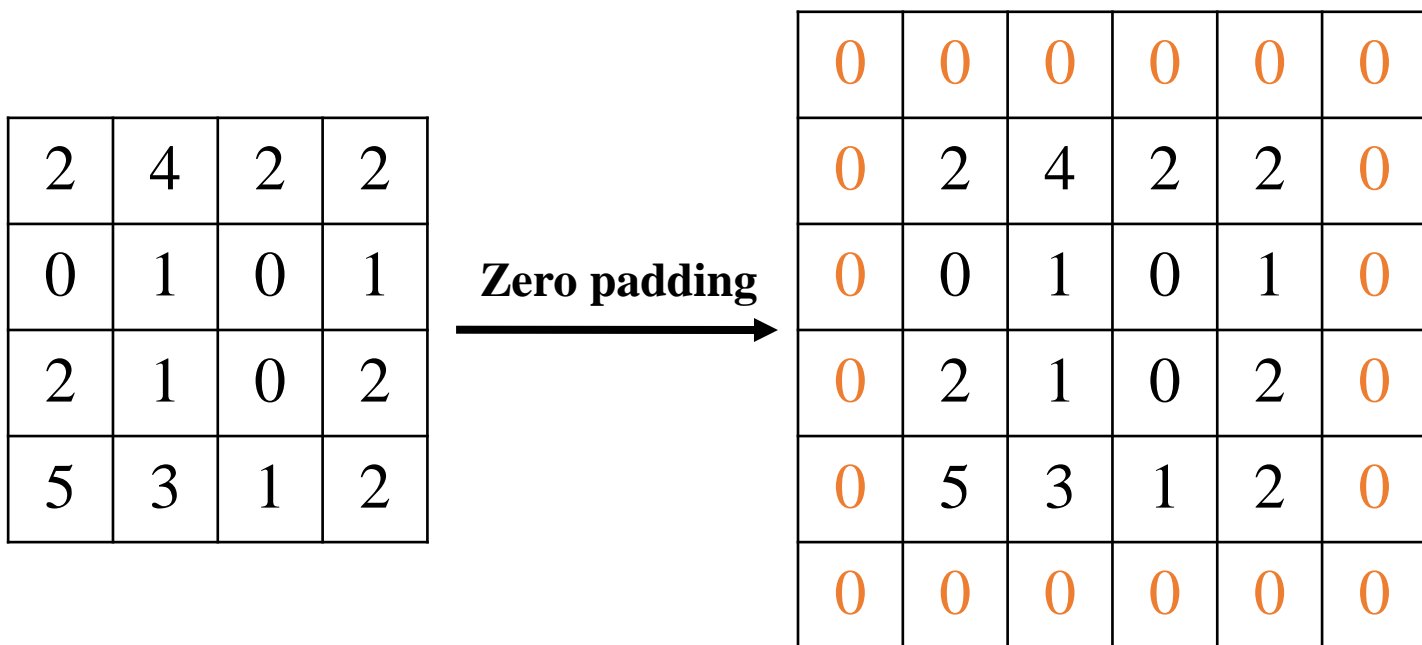 2 4 2 2
0 1 0 1
2 1 0 2
5 3 1 2
Zero padding
0 0 0 0 0 0
0 2 4 2 2 0
0 0 1 0 1 0
0 2 1 0 2 0
0 5 3 1 2 0
0 0 0 0 0 0